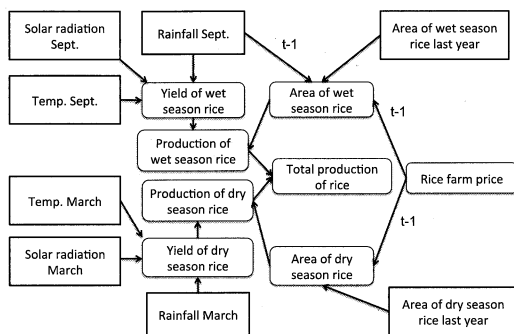 Solar radiation
Sept.
Rainfall Sept.
t-1
Area of wet season
rice last year
Temp. Sept.
Yield of wet
season rice
Area of wet
season rice
t-1
Production of
wet season rice
Total production
of rice
Rice farm price
Temp. March
Production of dry
season rice
t-1
Solar radiation
March
Yield of dry
season rice
Area of dry
season rice
Rainfall March
Area of dry season
rice last year